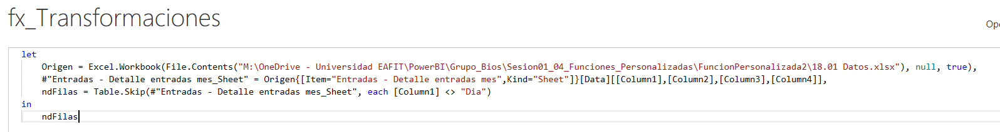 fx_Transformaciones
Ope
let
Origen = Excel.Workbook(File.Contents("M:\OneDrive - Universidad EAFIT\PowerBI\Grupo_Bios\Sesion01_04_Funciones_Personalizadas\FuncionPersonalizada2\18.01 Datos.xlsx"), null, true),
#"Entradas - Detalle entradas mes_Sheet" = Origen{[Item="Entradas - Detalle entradas mes",Kind="Sheet"]}[Data][[Column1],[Column2],[Column3],[Column4]],
ndFilas = Table.Skip(#"Entradas - Detalle entradas mes_Sheet", each [Column1] <> "Dia")
in
ndFilas